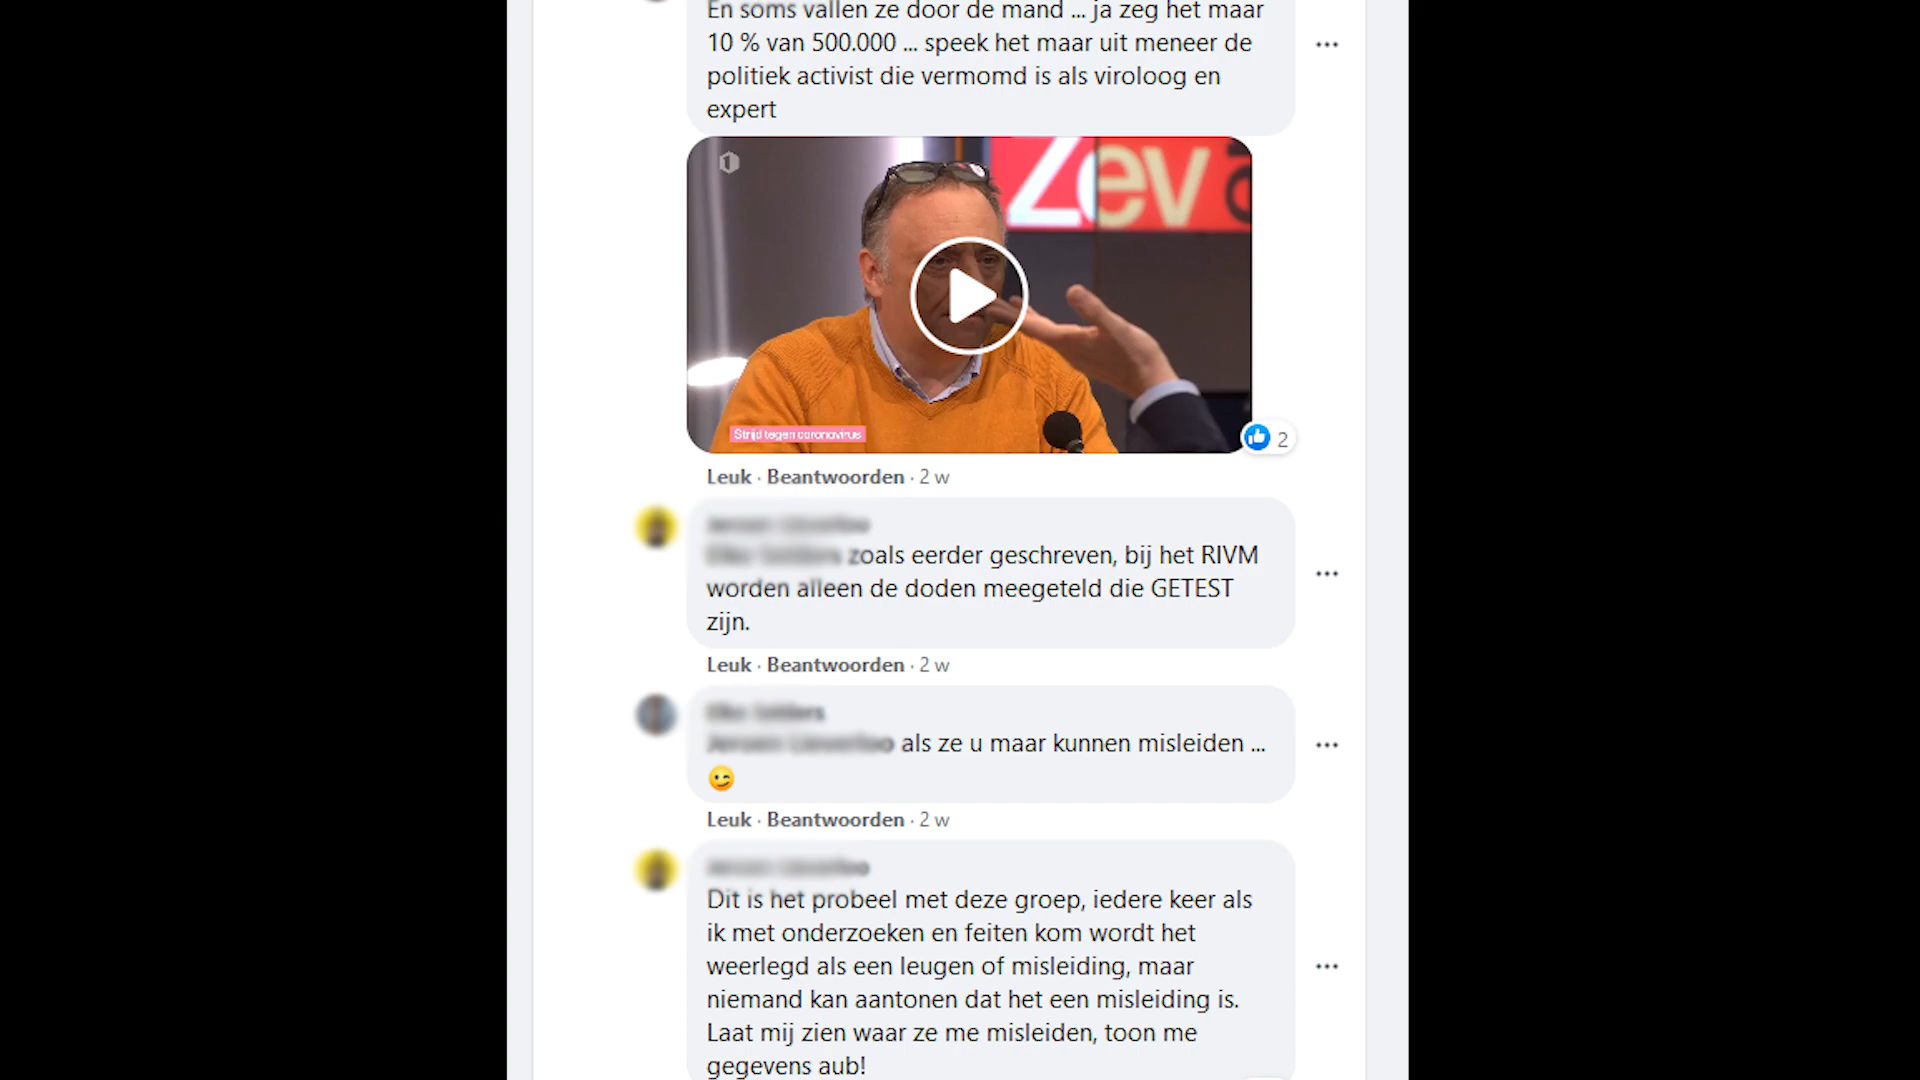 En soms vallen ze door de mand ... ja zeg het maar
10 % van 500.000 ... speek het maar uit meneer de
politiek activist die vermomd is als viroloog en
expert
Zev
Strijd tegen coronavirus
2
Leuk · Beantwoorden · 2 w
zoals eerder geschreven, bij het RIVM
worden alleen de doden meegeteld die GETEST
zijn.
Leuk · Beantwoorden · 2 w
als ze u maar kunnen misleiden ...
😉
Leuk · Beantwoorden · 2 w
Dit is het probeel met deze groep, iedere keer als
ik met onderzoeken en feiten kom wordt het
weerlegd als een leugen of misleiding, maar
niemand kan aantonen dat het een misleiding is.
Laat mij zien waar ze me misleiden, toon me
gegevens aub!